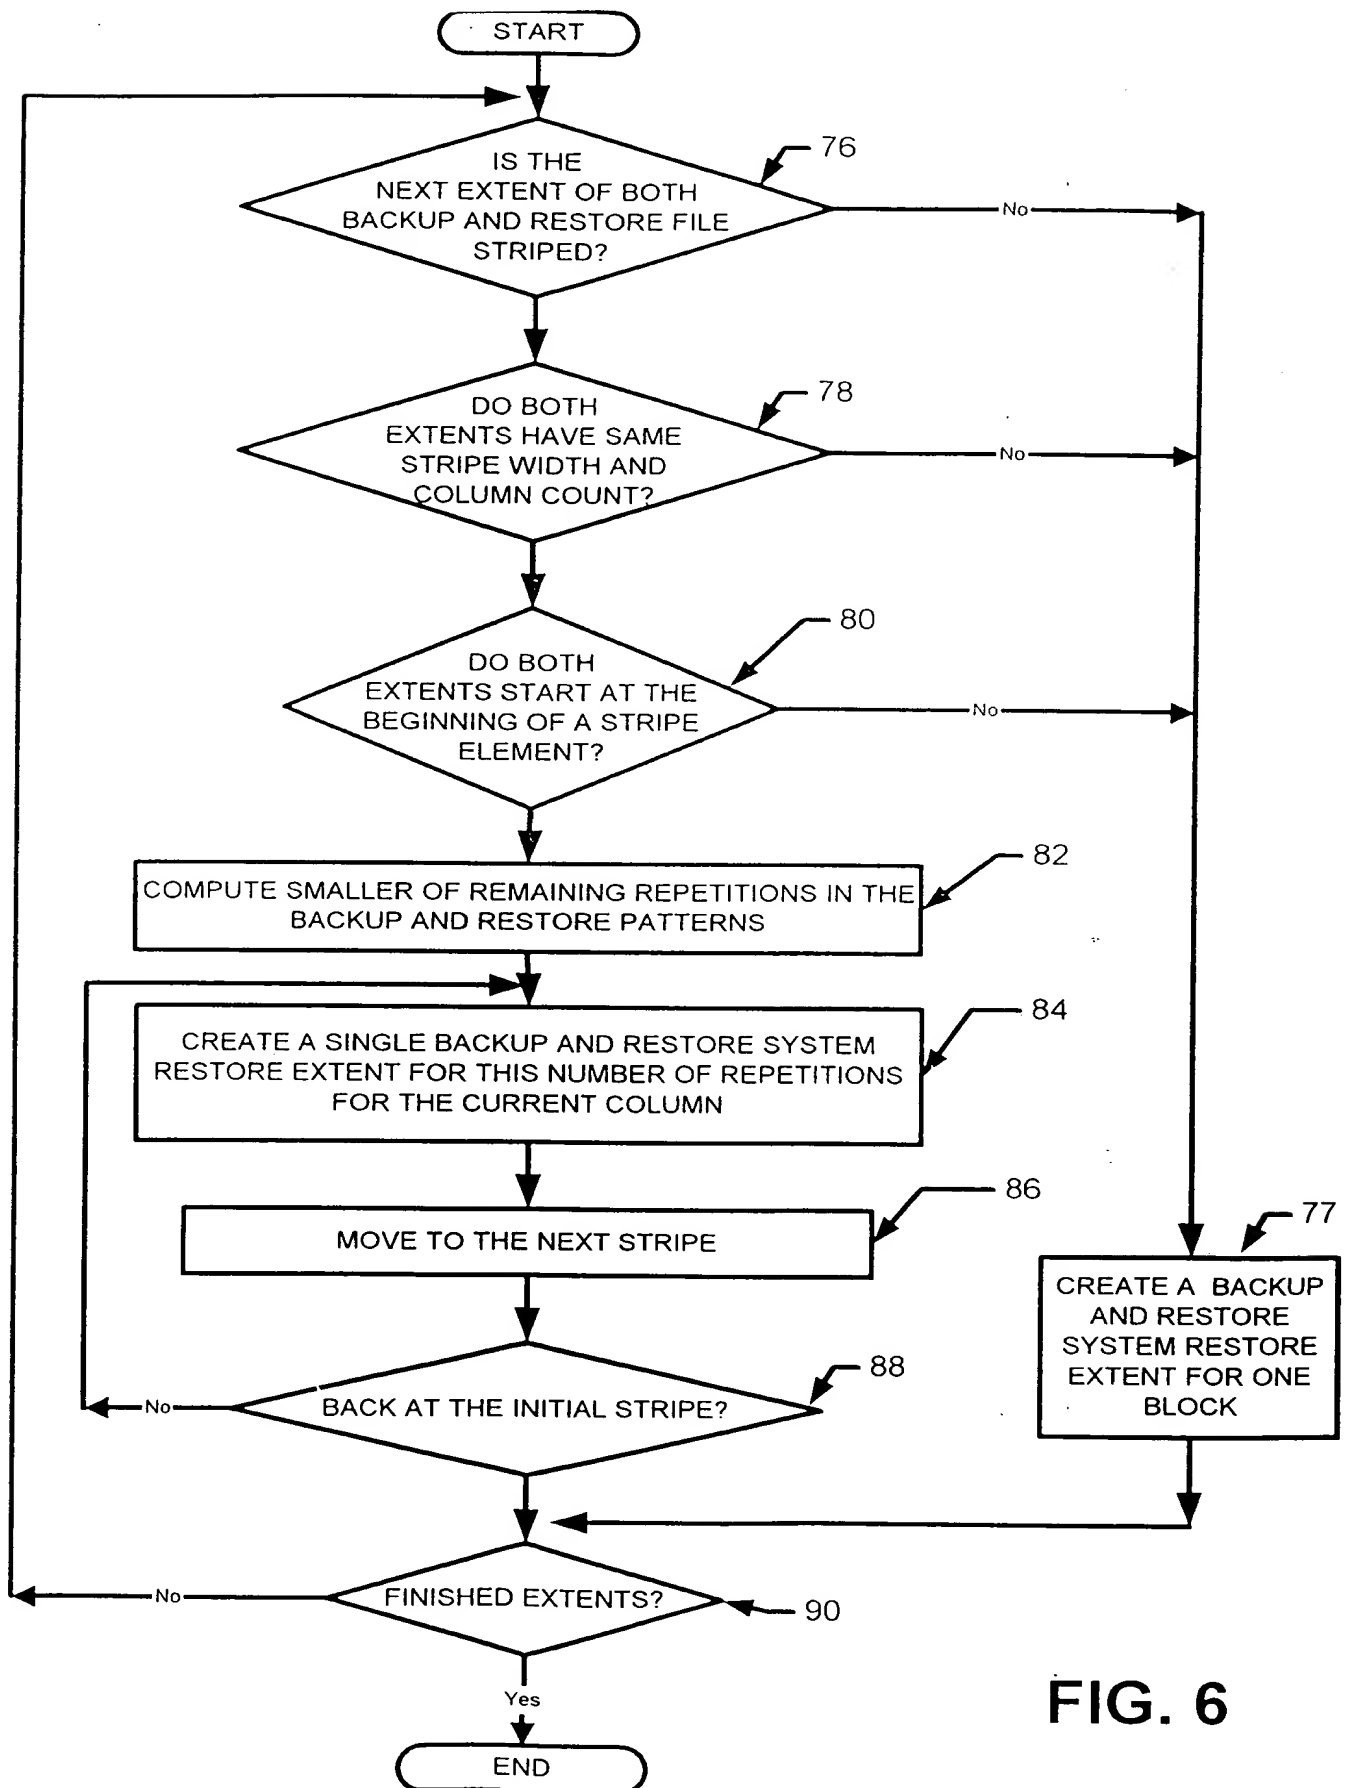 START
76
IS THE
NEXT EXTENT OF BOTH
BACKUP AND RESTORE FILE
STRIPED?
No
78
DO BOTH
EXTENTS HAVE SAME
STRIPE WIDTH AND
COLUMN COUNT?
No
80
DO BOTH
EXTENTS START AT THE
BEGINNING OF A STRIPE
ELEMENT?
No
82
COMPUTE SMALLER OF REMAINING REPETITIONS IN THE
BACKUP AND RESTORE PATTERNS
84
CREATE A SINGLE BACKUP AND RESTORE SYSTEM
RESTORE EXTENT FOR THIS NUMBER OF REPETITIONS
FOR THE CURRENT COLUMN
86
MOVE TO THE NEXT STRIPE
77
CREATE A BACKUP
AND RESTORE
SYSTEM RESTORE
EXTENT FOR ONE
BLOCK
88
BACK AT THE INITIAL STRIPE?
No
FINISHED EXTENTS?
No
90
Yes
END
FIG. 6